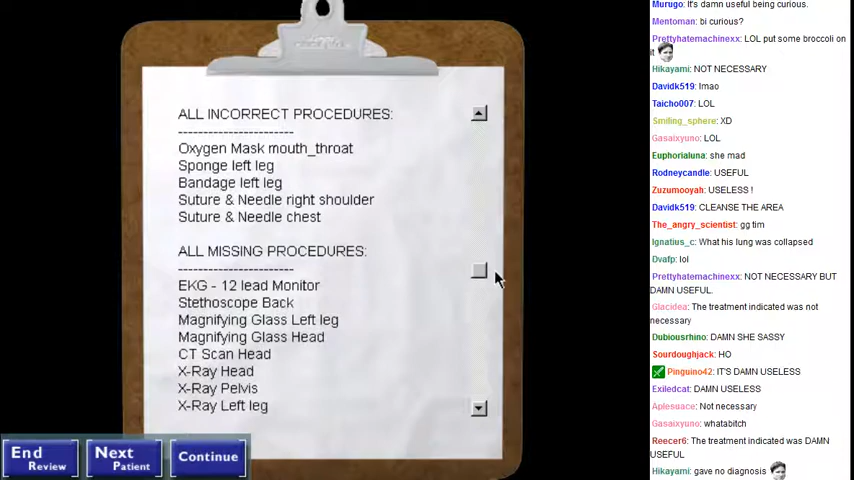 ALL INCORRECT PROCEDURES:
-----------------------
Oxygen Mask mouth_throat
Sponge left leg
Bandage left leg
Suture & Needle right shoulder
Suture & Needle chest
ALL MISSING PROCEDURES:
-----------------------
EKG - 12 lead Monitor
Stethoscope Back
Magnifying Glass Left leg
Magnifying Glass Head
CT Scan Head
X-Ray Head
X-Ray Pelvis
X-Ray Left leg
End
Review
Next
Patient
Continue
Murugo: It's damn useful being curious.
Mentoman: bi curious?
Prettyhatemachinexx: LOL put some broccoli on
it
Hikayami: NOT NECESSARY
Davidk519: lmao
Taicho007: LOL
Smiling_sphere: XD
Gasaixyuno: LOL
Euphorialuna: she mad
Rodneycandle: USEFUL
Zuzumooyah: USELESS !
Davidk519: CLEANSE THE AREA
The_angry_scientist: gg tim
Ignatius_c: What his lung was collapsed
Dvafp: lol
Prettyhatemachinexx: NOT NECESSARY BUT
DAMN USEFUL.
Glacidea: The treatment indicated was not
necessary
Dubiousrhino: DAMN SHE SASSY
Sourdoughjack: HO
Pinguino42: IT'S DAMN USELESS
Exiledcat: DAMN USELESS
Aplesuace: Not necessary
Gasaixyuno: whatabitch
Reecer6: The treatment indicated was DAMN
USEFUL
Hikayami: gave no diagnosis